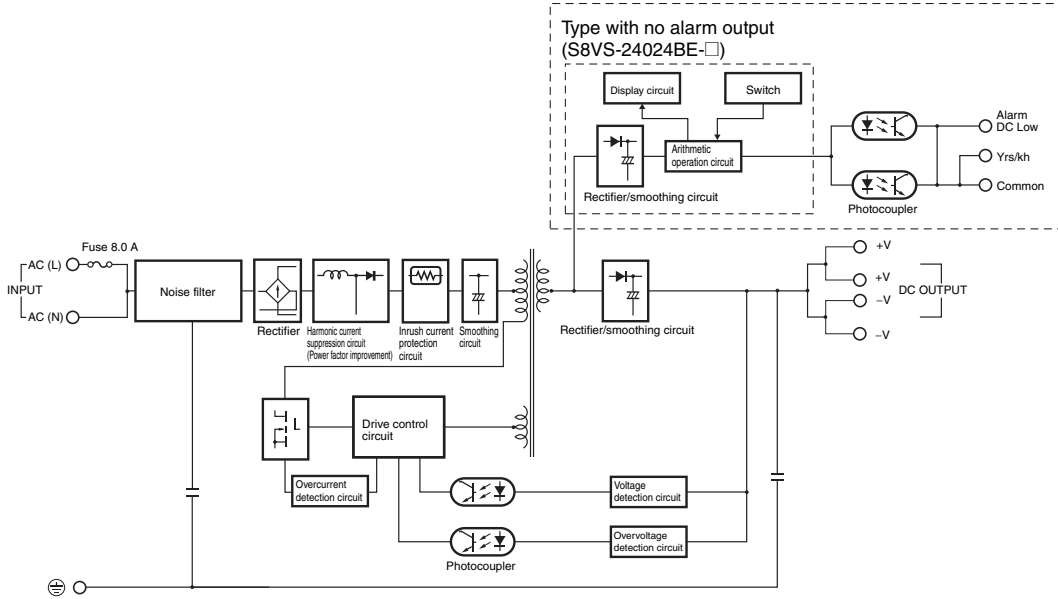 Type with no alarm output
(S8VS-24024BE-□)
Display circuit
Switch
Arithmetic
operation circuit
Rectifier/smoothing circuit
Alarm
DC Low
Yrs/kh
Common
Photocoupler
Fuse 8.0 A
AC (L)
INPUT
AC (N)
Noise filter
Rectifier
Harmonic current
suppression circuit
(Power factor improvement)
Inrush current
protection
circuit
Smoothing
circuit
Rectifier/smoothing circuit
+V
+V
DC OUTPUT
–V
–V
Drive control
circuit
Overcurrent
detection circuit
Voltage
detection circuit
Overvoltage
detection circuit
Photocoupler